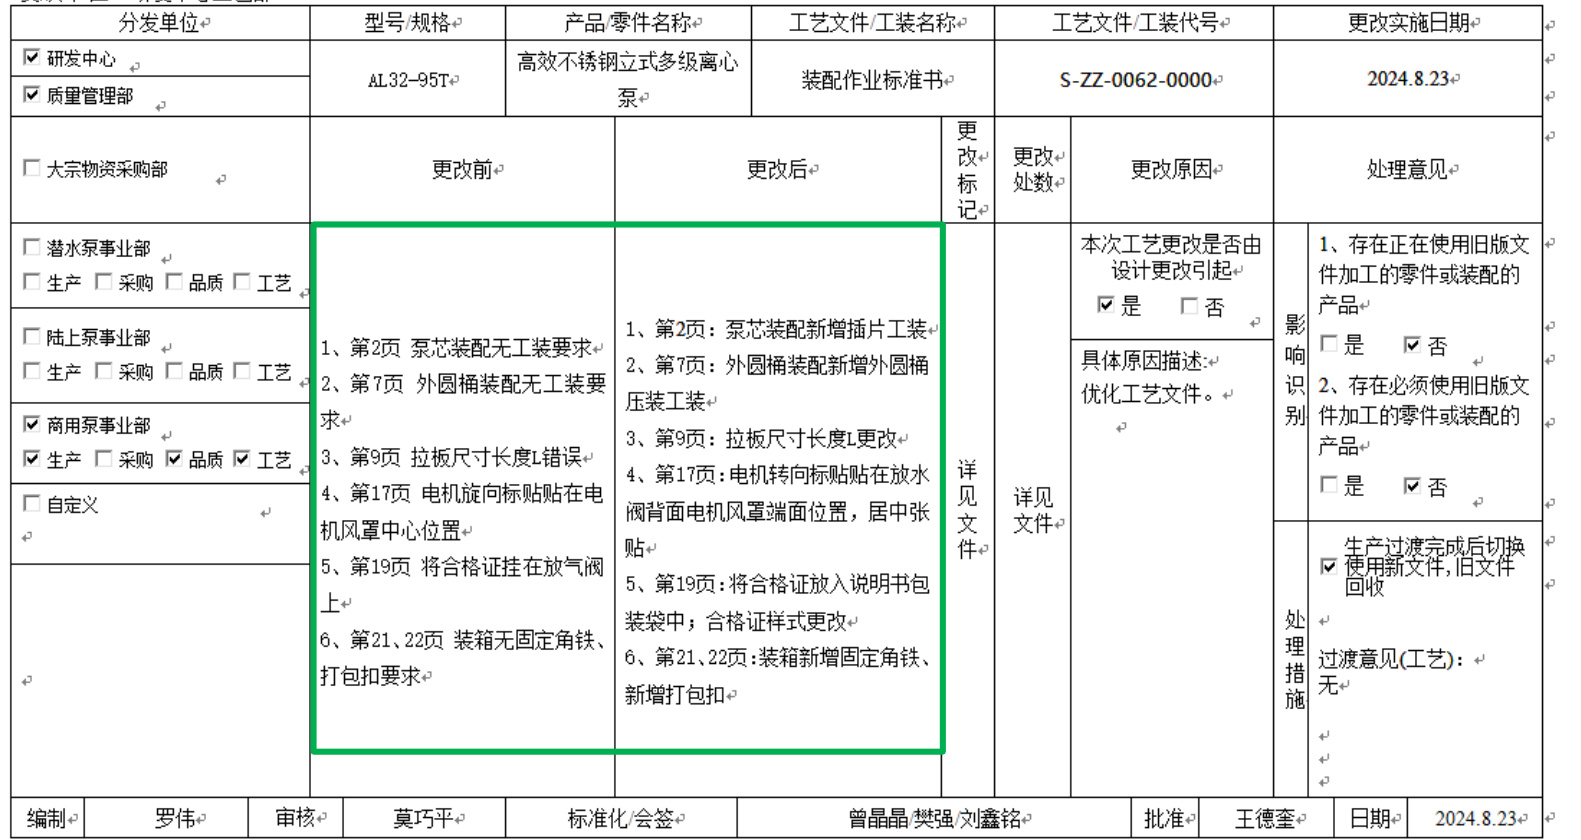 分发单位 型号/规格 产品/零件名称 工艺文件/工装名称 工艺文件/工装代号 更改实施日期
研发中心
质量管理部
AL32-95T
高效不锈钢立式多级离心
泵
装配作业标准书
S-ZZ-0062-0000
2024.8.23
大宗物资采购部
更改前
更改后
更
改
标
记
更改
处数
更改原因
处理意见
潜水泵事业部
生产 采购 品质 工艺
陆上泵事业部
生产 采购 品质 工艺
商用泵事业部
生产 采购 品质 工艺
自定义
1、第2页 泵芯装配无工装要求
2、第7页 外圆桶装配无工装要
求
3、第9页 拉板尺寸长度L错误
4、第17页 电机旋向标贴贴在电
机风罩中心位置
5、第19页 将合格证挂在放气阀
上
6、第21、22页 装箱无固定角铁、
打包扣要求
1、第2页：泵芯装配新增插片工装
2、第7页：外圆桶装配新增外圆桶
压装工装
3、第9页：拉板尺寸长度L更改
4、第17页：电机转向标贴贴在放水
阀背面电机风罩端面位置，居中张
贴
5、第19页：将合格证放入说明书包
装袋中；合格证样式更改
6、第21、22页：装箱新增固定角铁、
新增打包扣
详
见
文
件
详见
文件
本次工艺更改是否由
设计更改引起
是 否
具体原因描述:
优化工艺文件。
影
响
识
别
1、存在正在使用旧版文
件加工的零件或装配的
产品
是 否
2、存在必须使用旧版文
件加工的零件或装配的
产品
是 否
处
理
措
施
生产过渡完成后切换
使用新文件,旧文件
回收
过渡意见(工艺)：
无
编制 罗伟 审核 莫巧平 标准化/会签 曾晶晶/樊强/刘鑫铭 批准 王德奎 日期 2024.8.23